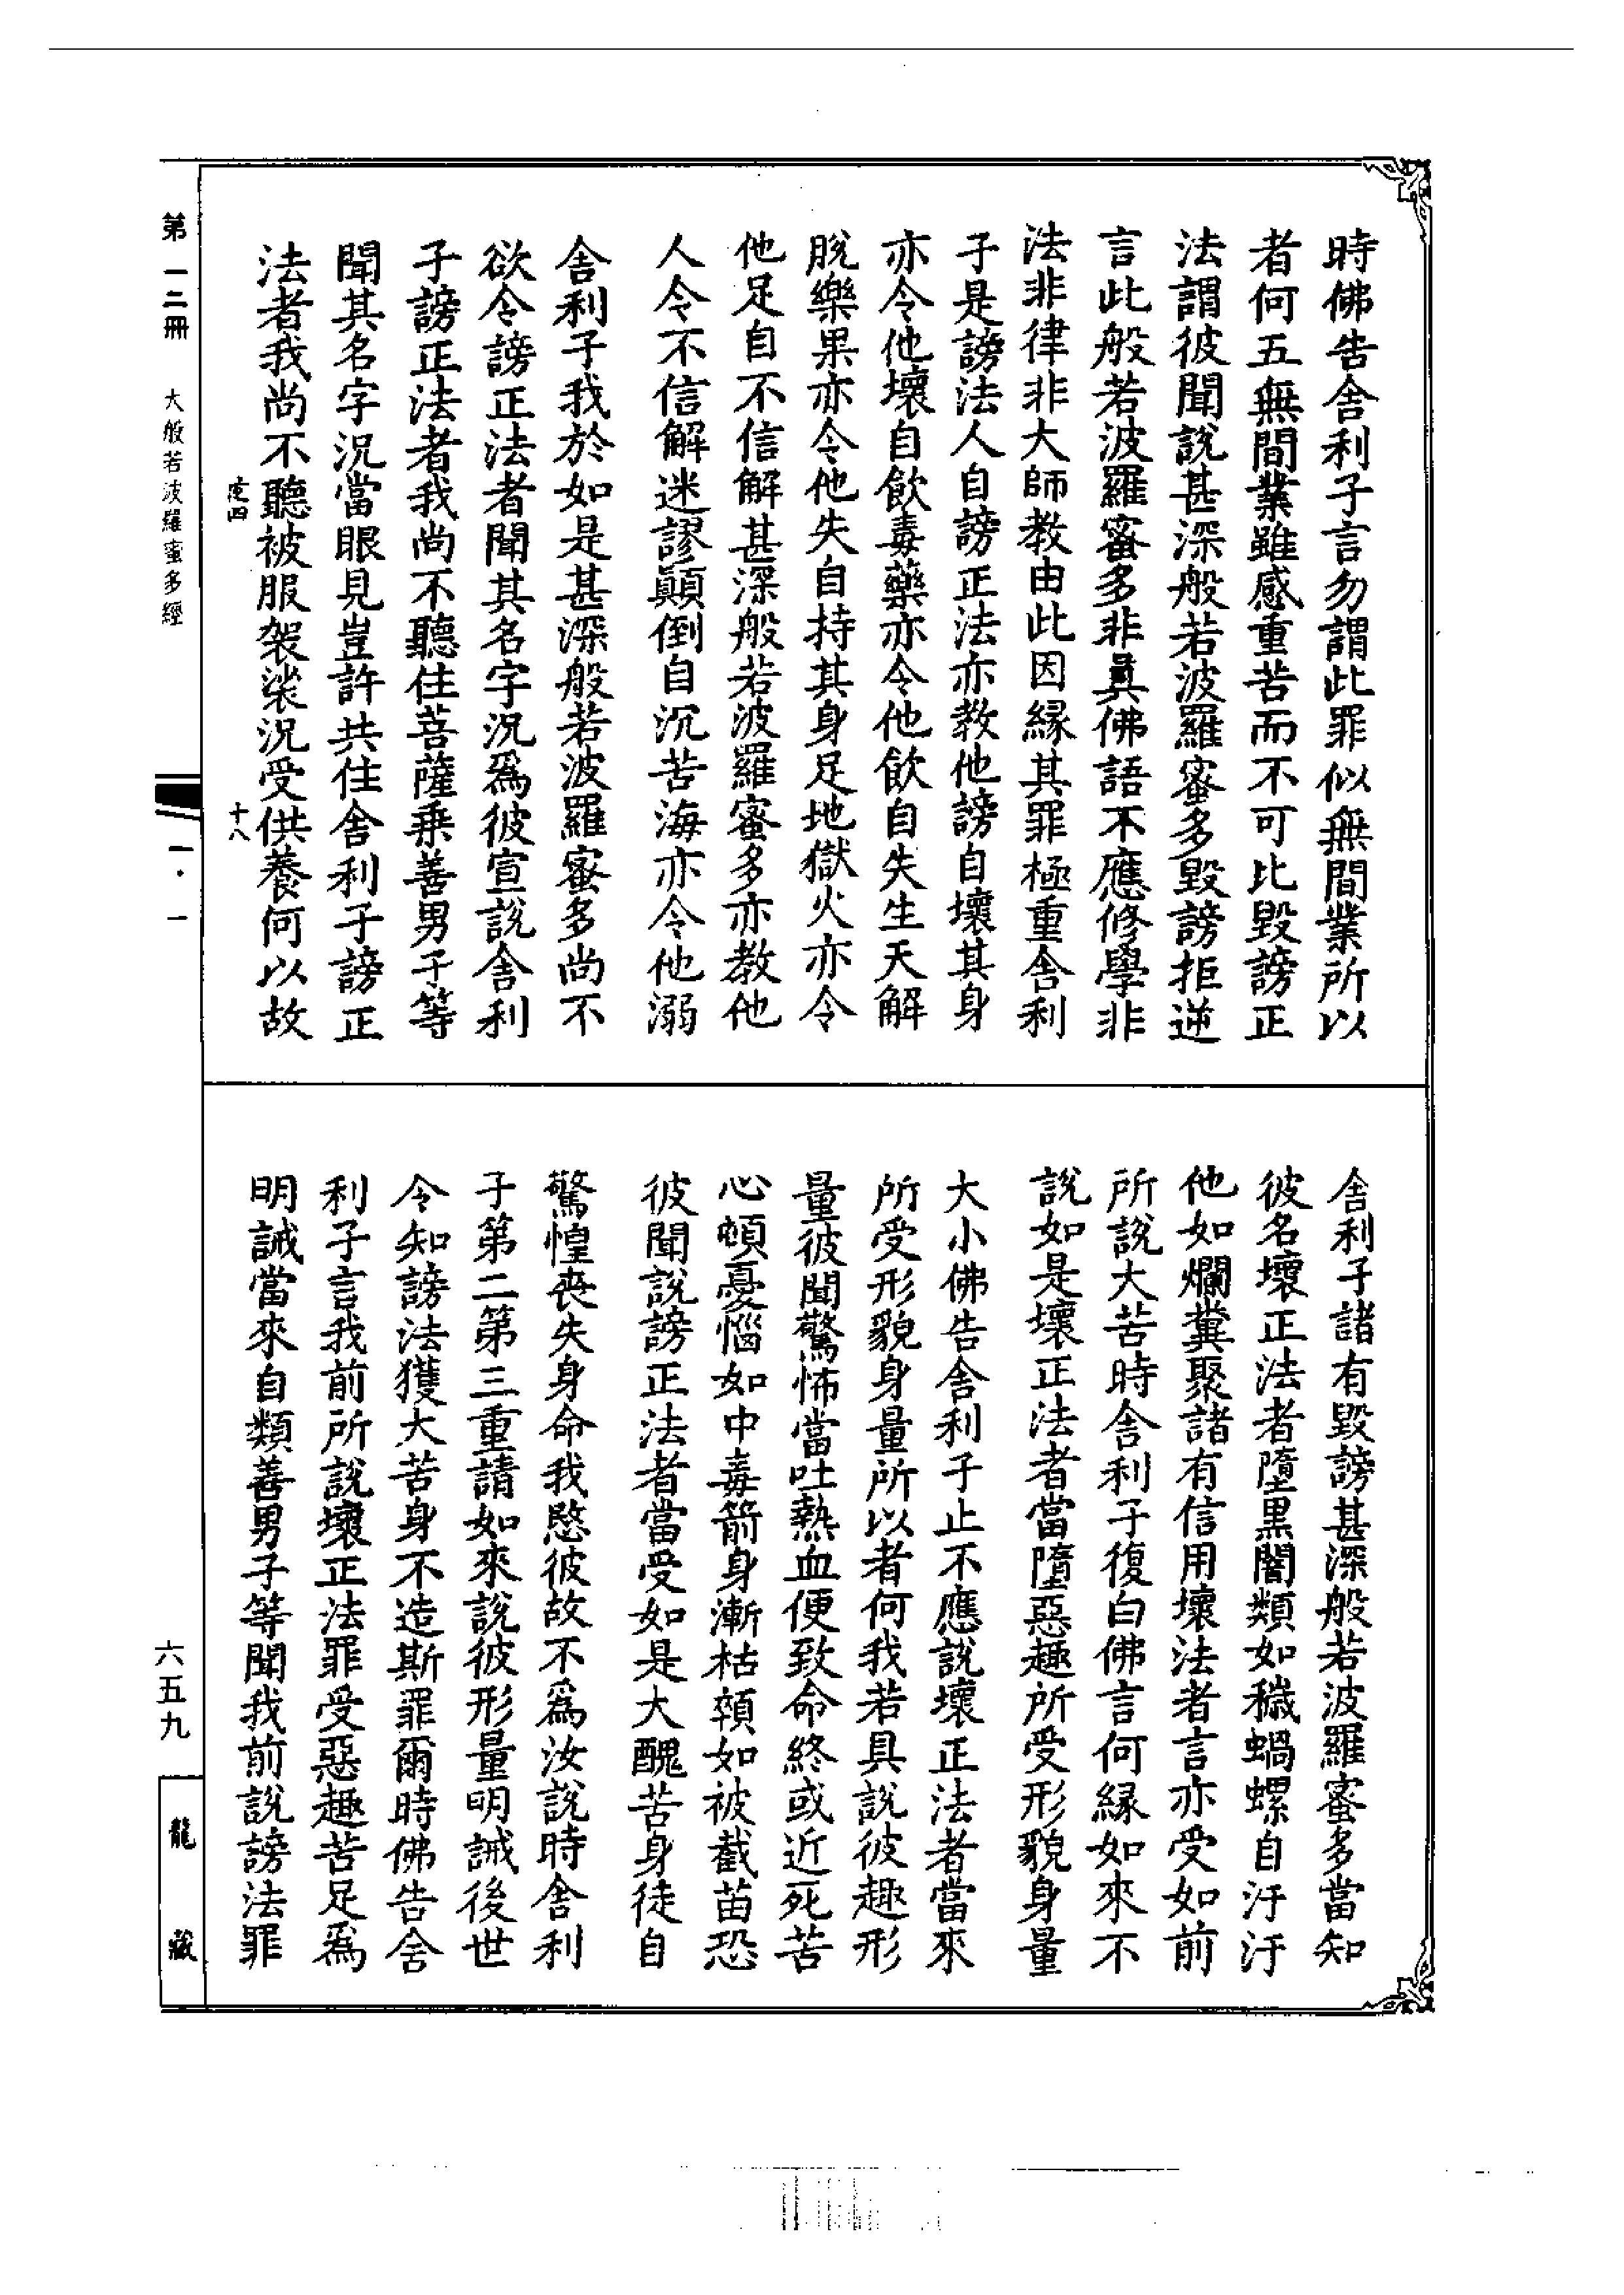 時佛告舍利子言勿謂此罪似無間業所以
者何五無間業雖感重苦而不可比毀謗正
法謂彼聞說甚深般若波羅蜜多毀謗拒逆
言此般若波羅蜜多非眞佛語不應修學非
法非律非大師教由此因緣其罪極重舍利
子是謗法人自謗正法亦教他謗自壞其身
亦令他壞自飲毒藥亦令他飲自失生天解
脫樂果亦令他失自持其身足地獄火亦令
他足自不信解甚深般若波羅蜜多亦教他
人令不信解迷謬顛倒自沉苦海亦令他溺
舍利子我於如是甚深般若波羅蜜多尚不
欲令謗正法者聞其名字況爲彼宣說舍利
子謗正法者我尚不聽住菩薩乘善男子等
聞其名字況當眼見豈許共住舍利子謗正
法者我尚不聽被服袈裟況受供養何以故
十八
舍利子諸有毀謗甚深般若波羅蜜多當知
彼名壞正法者墮黑闇類如穢蝸螺自汙汙
他如爛糞聚諸有信用壞法者言亦受如前
所說大苦時舍利子復白佛言何緣如來不
說如是壞正法者當墮惡趣所受形貌身量
大小佛告舍利子止不應說壞正法者當來
所受形貌身量所以者何我若具說彼趣形
量彼聞驚怖當吐熱血便致命終或近死苦
心頓憂惱如中毒箭身漸枯顇如被截苗恐
彼聞說謗正法者當受如是大醜苦身徒自
驚惶喪失身命我愍彼故不爲汝說時舍利
子第二第三重請如來說彼形量明誡後世
令知謗法獲大苦身不造斯罪爾時佛告舍
利子言我前所說壞正法罪受惡趣苦足爲
明誡當來自類善男子等聞我前說謗法罪
第一二冊 大般若波羅蜜多經
一·一
六五九
龍藏